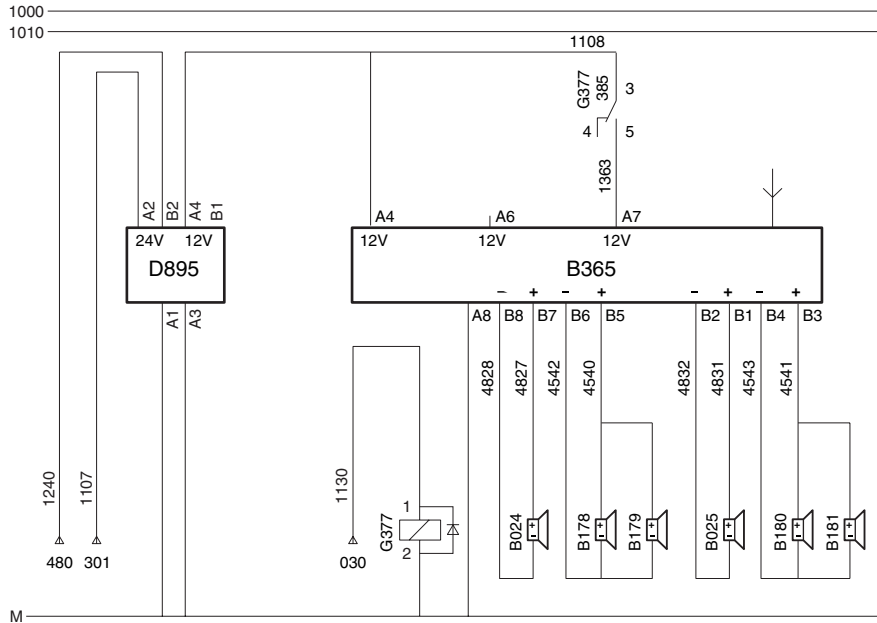 1000
1010
1108
G377
385
3
4
5
1363
A2
B2
A4
B1
A4
A6
A7
24V
12V
12V
12V
12V
D895
B365
- + - + - + - +
A1
A3
A8
B8
B7
B6
B5
B2
B1
B4
B3
4828
4827
4542
4540
4832
4831
4543
4541
1240
1107
1130
1
G377
2
B024
+
-
B178
+
-
B179
+
-
B025
+
-
B180
+
-
B181
+
-
480
301
030
M